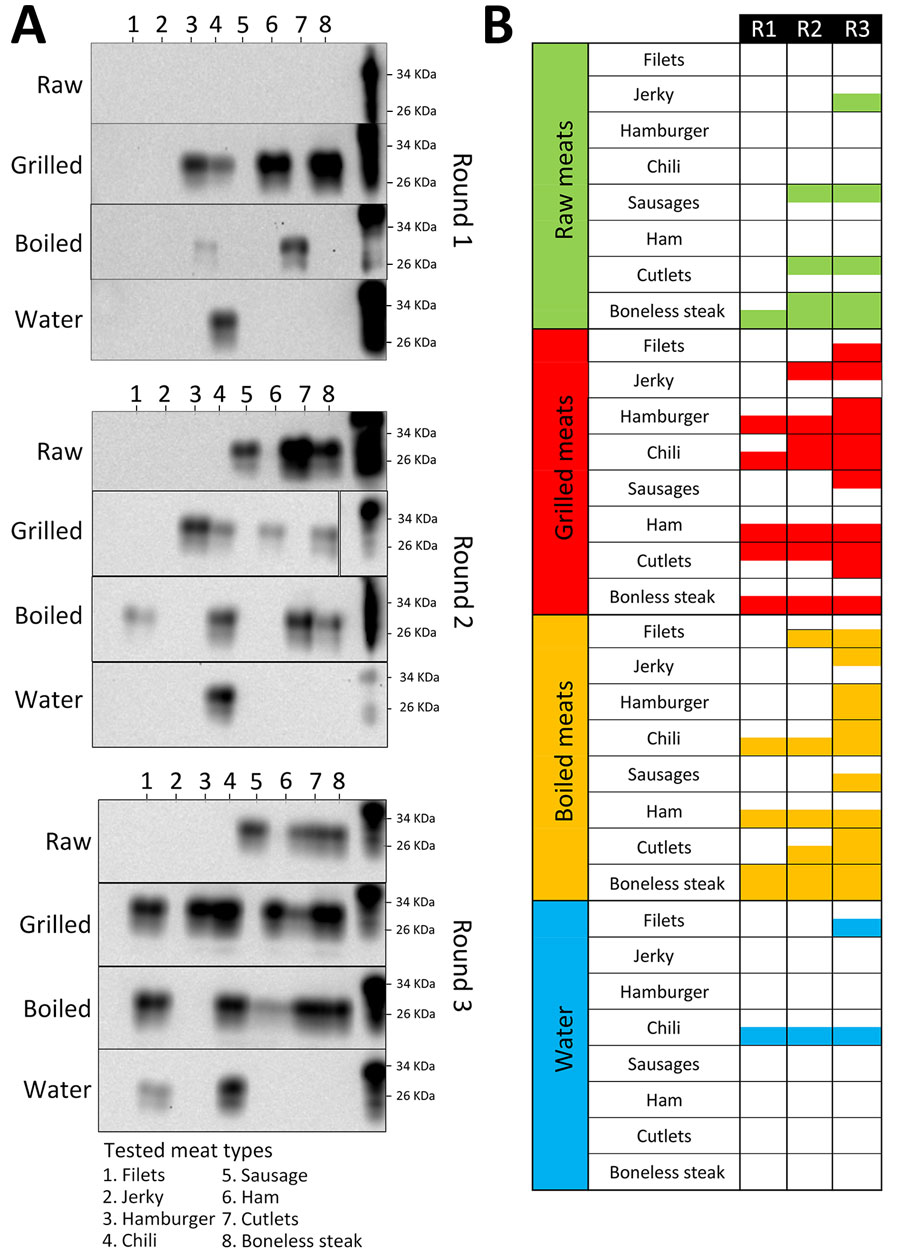 A
1 2 3 4 5 6 7 8
Raw
34 KDa
26 KDa
Grilled
34 KDa
26 KDa
Boiled
34 KDa
26 KDa
Water
34 KDa
26 KDa
Round 1
1 2 3 4 5 6 7 8
Raw
34 KDa
26 KDa
Grilled
34 KDa
26 KDa
Boiled
34 KDa
26 KDa
Water
34 KDa
26 KDa
Round 2
1 2 3 4 5 6 7 8
Raw
34 KDa
26 KDa
Grilled
34 KDa
26 KDa
Boiled
34 KDa
26 KDa
Water
34 KDa
26 KDa
Round 3
Tested meat types
1. Filets
2. Jerky
3. Hamburger
4. Chili
5. Sausage
6. Ham
7. Cutlets
8. Boneless steak
B
R1 R2 R3
Raw meats
Filets
Jerky
Hamburger
Chili
Sausages
Ham
Cutlets
Boneless steak
Grilled meats
Filets
Jerky
Hamburger
Chili
Sausages
Ham
Cutlets
Bonless steak
Boiled meats
Filets
Jerky
Hamburger
Chili
Sausages
Ham
Cutlets
Boneless steak
Water
Filets
Jerky
Hamburger
Chili
Sausages
Ham
Cutlets
Boneless steak